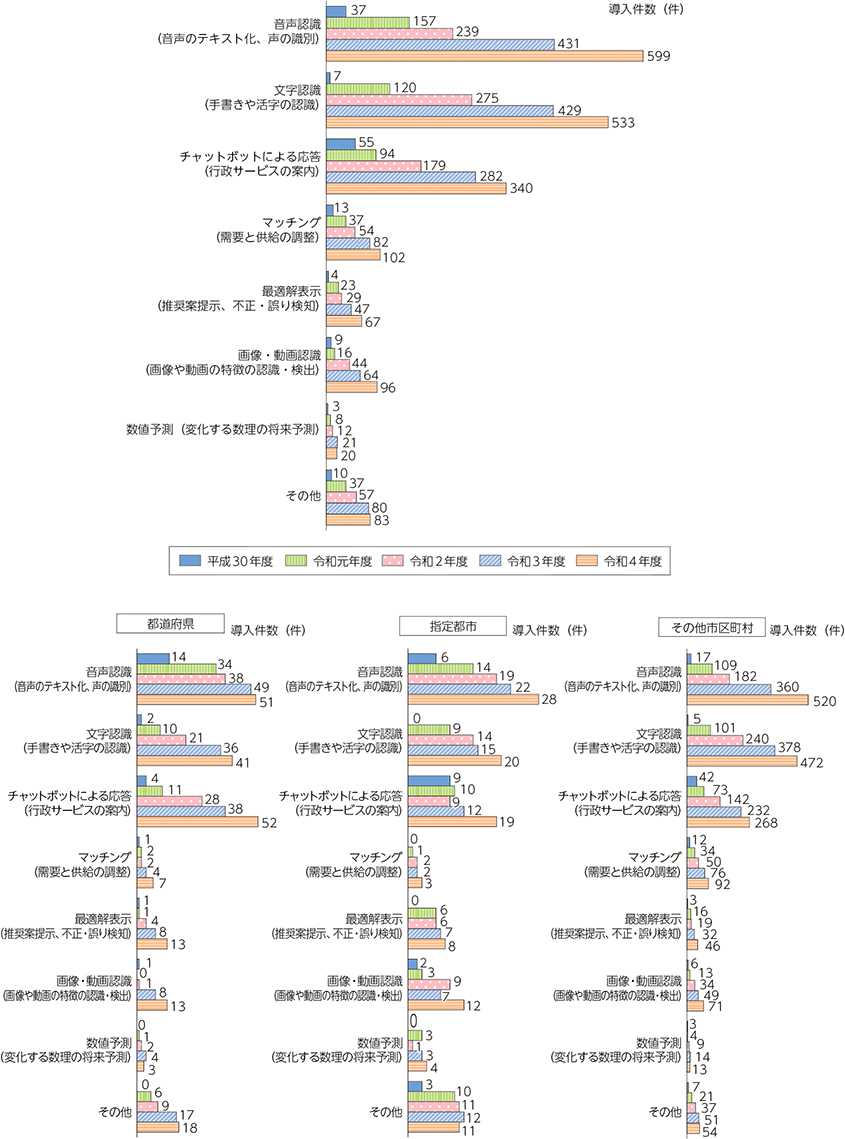 導入件数（件）
音声認識
（音声のテキスト化、声の識別）
37
157
239
431
599
文字認識
（手書きや活字の認識）
7
120
275
429
533
チャットボットによる応答
（行政サービスの案内）
55
94
179
282
340
マッチング
（需要と供給の調整）
13
37
54
82
102
最適解表示
（推奨案提示、不正・誤り検知）
4
23
29
47
67
画像・動画認識
（画像や動画の特徴の認識・検出）
9
16
44
64
96
数値予測（変化する数理の将来予測）
3
8
12
21
20
その他
10
37
57
80
83
平成30年度 令和元年度 令和2年度 令和3年度 令和4年度
都道府県
導入件数（件）
音声認識
（音声のテキスト化、声の識別）
14
34
38
49
51
文字認識
（手書きや活字の認識）
2
10
21
36
41
チャットボットによる応答
（行政サービスの案内）
4
11
28
38
52
マッチング
（需要と供給の調整）
1
2
2
4
7
最適解表示
（推奨案提示、不正・誤り検知）
1
1
4
8
13
画像・動画認識
（画像や動画の特徴の認識・検出）
1
0
1
8
13
数値予測
（変化する数理の将来予測）
0
1
2
4
3
その他
0
6
9
17
18
指定都市
導入件数（件）
音声認識
（音声のテキスト化、声の識別）
6
14
19
22
28
文字認識
（手書きや活字の認識）
0
9
14
15
20
チャットボットによる応答
（行政サービスの案内）
9
10
9
12
19
マッチング
（需要と供給の調整）
0
1
2
2
3
最適解表示
（推奨案提示、不正・誤り検知）
0
6
6
7
8
画像・動画認識
（画像や動画の特徴の認識・検出）
2
3
9
7
12
数値予測
（変化する数理の将来予測）
0
3
1
3
4
その他
3
10
11
12
11
その他市区町村
導入件数（件）
音声認識
（音声のテキスト化、声の識別）
17
109
182
360
520
文字認識
（手書きや活字の認識）
5
101
240
378
472
チャットボットによる応答
（行政サービスの案内）
42
73
142
232
268
マッチング
（需要と供給の調整）
12
34
50
76
92
最適解表示
（推奨案提示、不正・誤り検知）
3
16
19
32
46
画像・動画認識
（画像や動画の特徴の認識・検出）
6
13
34
49
71
数値予測
（変化する数理の将来予測）
3
4
9
14
13
その他
7
21
37
51
54